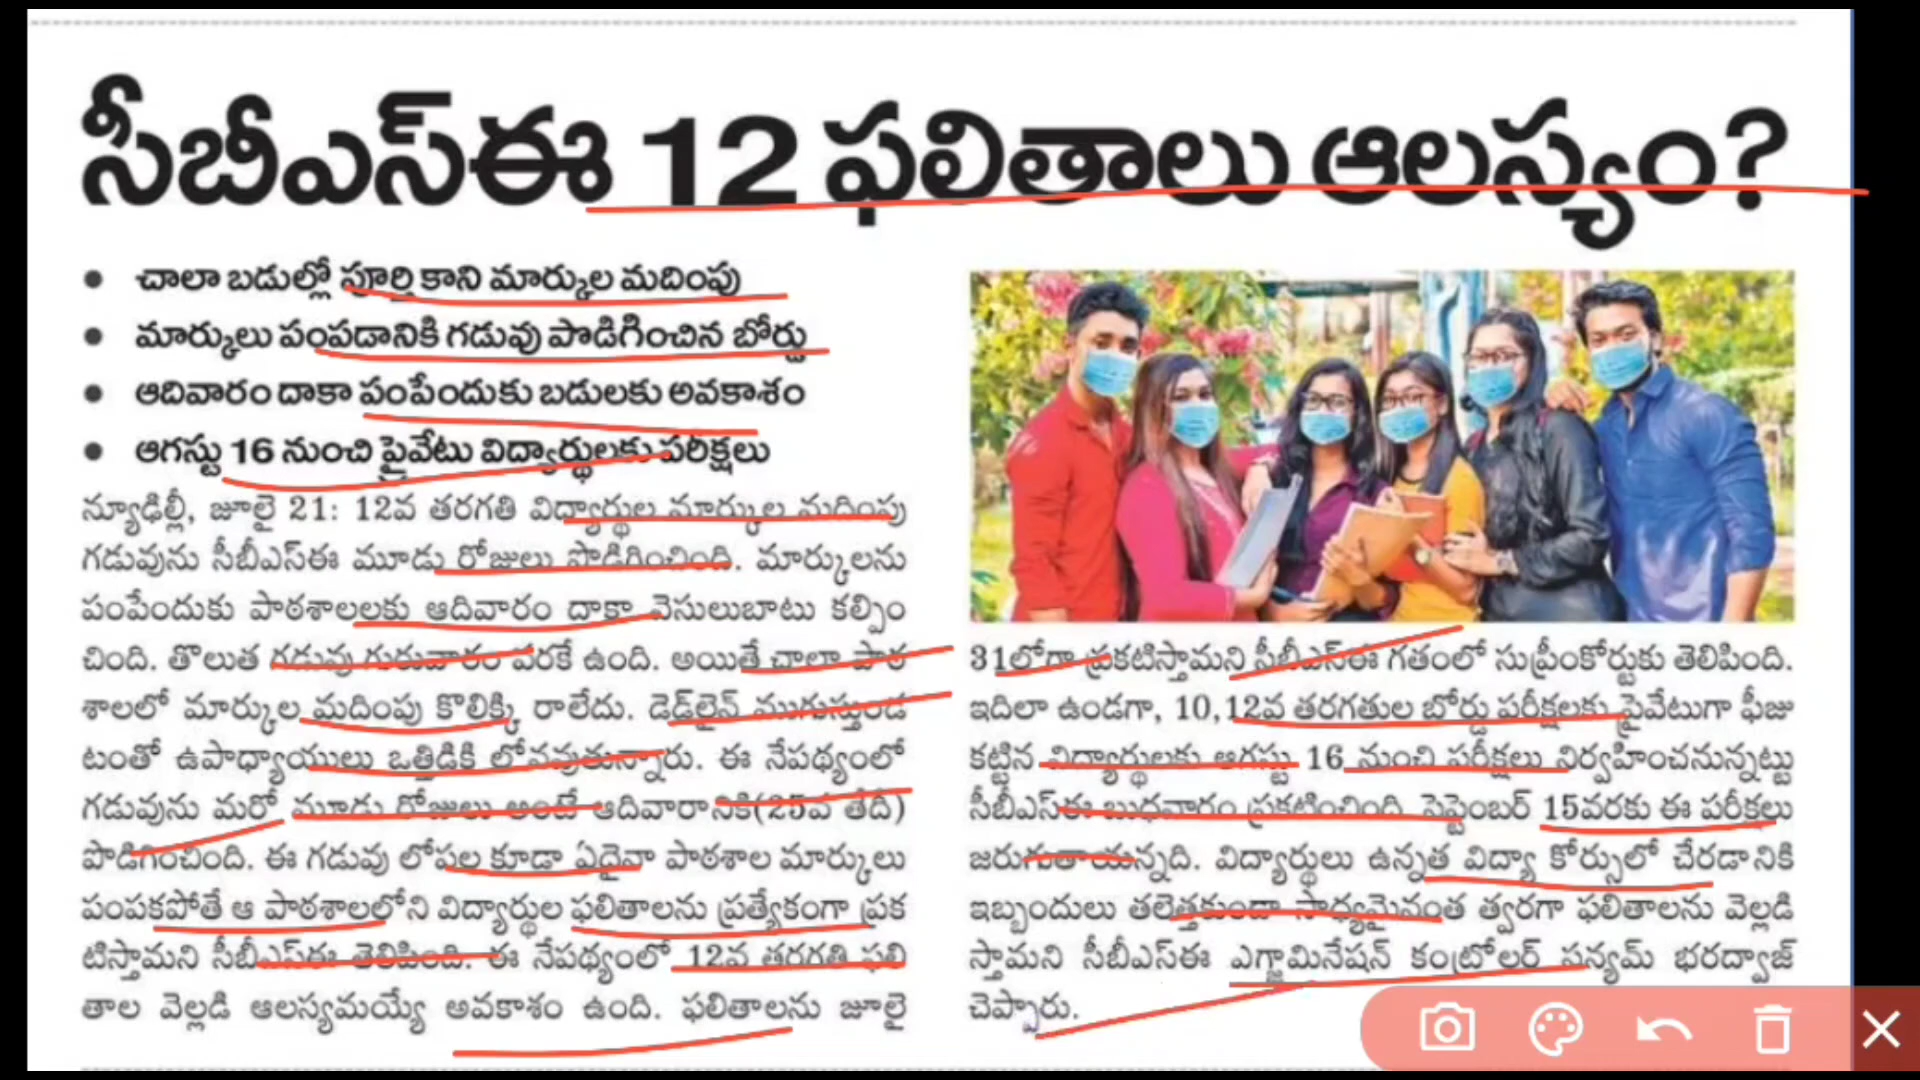 సీబీఎస్ఈ 12 ఫలితాలు ఆలస్యం?
• చాలా బడుల్లో పూర్తి కాని మార్కుల మదింపు
• మార్కులు పంపడానికి గడువు పొడిగించిన బోర్డు
• ఆదివారం దాకా పంపేందుకు బడులకు అవకాశం
• ఆగస్టు 16 నుంచి ప్రైవేటు విద్యార్థులకు పరీక్షలు
న్యూఢిల్లీ, జూలై 21: 12వ తరగతి విద్యార్థుల మార్కుల మదింపు
గడువును సీబీఎస్ఈ మూడు రోజులు పొడిగించింది. మార్కులను
పంపేందుకు పాఠశాలలకు ఆదివారం దాకా వెసులుబాటు కల్పిం
చింది. తొలుత గడువు గురువారం వరకే ఉంది. అయితే చాలా పాఠ
శాలలో మార్కుల మదింపు కొలిక్కి రాలేదు. డెడ్‌లైన్ ముగుస్తుండ
టంతో ఉపాధ్యాయులు ఒత్తిడికి లోనవుతున్నారు. ఈ నేపథ్యంలో
గడువును మరో మూడు రోజులు అంటే ఆదివారానికి(25వ తేదీ)
పొడిగించింది. ఈ గడువు లోపల కూడా ఏదైనా పాఠశాల మార్కులు
పంపకపోతే ఆ పాఠశాలల్లోని విద్యార్థుల ఫలితాలను ప్రత్యేకంగా ప్రక
టిస్తామని సీబీఎస్ఈ తెలిపింది. ఈ నేపథ్యంలో 12వ తరగతి ఫలి
తాల వెల్లడి ఆలస్యమయ్యే అవకాశం ఉంది. ఫలితాలను జూలై
31లోగా ప్రకటిస్తామని సీబీఎస్ఈ గతంలో సుప్రీంకోర్టుకు తెలిపింది.
ఇదిలా ఉండగా, 10,12వ తరగతుల బోర్డు పరీక్షలకు ప్రైవేటుగా ఫీజు
కట్టిన విద్యార్థులకు ఆగస్టు 16 నుంచి పరీక్షలు నిర్వహించనున్నట్టు
సీబీఎస్ఈ బుధవారం ప్రకటించింది. సెప్టెంబర్ 15వరకు ఈ పరీక్షలు
జరుగుతాయన్నది. విద్యార్థులు ఉన్నత విద్యా కోర్సులో చేరడానికి
ఇబ్బందులు తలెత్తకుండా సాధ్యమైనంత త్వరగా ఫలితాలను వెల్లడి
స్తామని సీబీఎస్ఈ ఎగ్జామినేషన్ కంట్రోలర్ సన్యమ్ భరద్వాజ్
చెప్పారు.